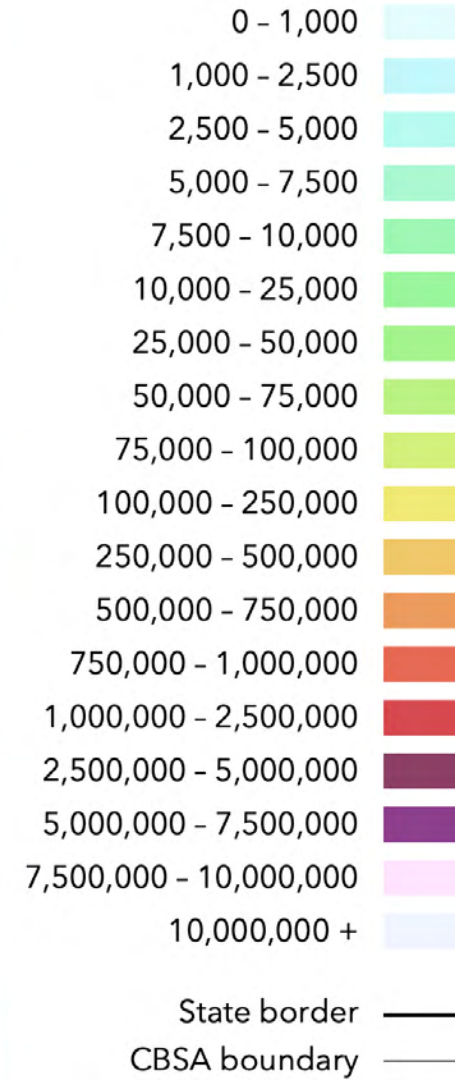 0 – 1,000
1,000 – 2,500
2,500 – 5,000
5,000 – 7,500
7,500 – 10,000
10,000 – 25,000
25,000 – 50,000
50,000 – 75,000
75,000 – 100,000
100,000 – 250,000
250,000 – 500,000
500,000 – 750,000
750,000 – 1,000,000
1,000,000 – 2,500,000
2,500,000 – 5,000,000
5,000,000 – 7,500,000
7,500,000 – 10,000,000
10,000,000 +
State border
CBSA boundary